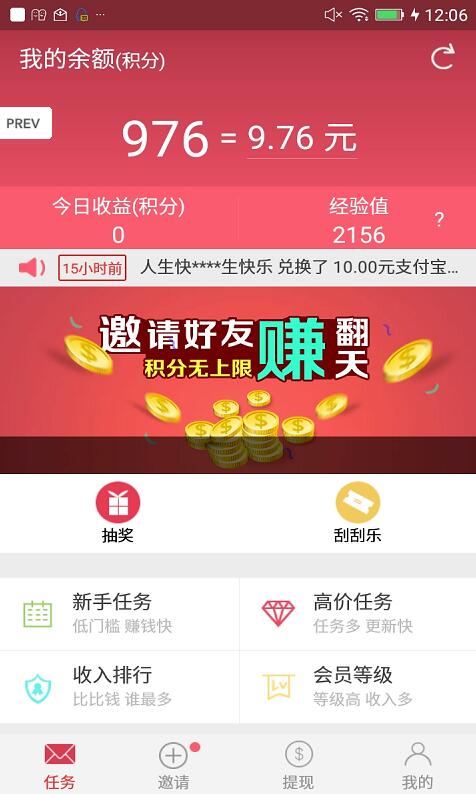 12:06
我的余额(积分)
PREV
976 = 9.76 元
今日收益(积分)
经验值
0
2156
?
15小时前 人生快****生快乐 兑换了 10.00元支付宝...
邀请好友赚翻天
积分无上限
抽奖
刮刮乐
新手任务
低门槛 赚钱快
高价任务
任务多 更新快
收入排行
比比钱 谁最多
LV
会员等级
等级高 收入多
任务
邀请
提现
我的